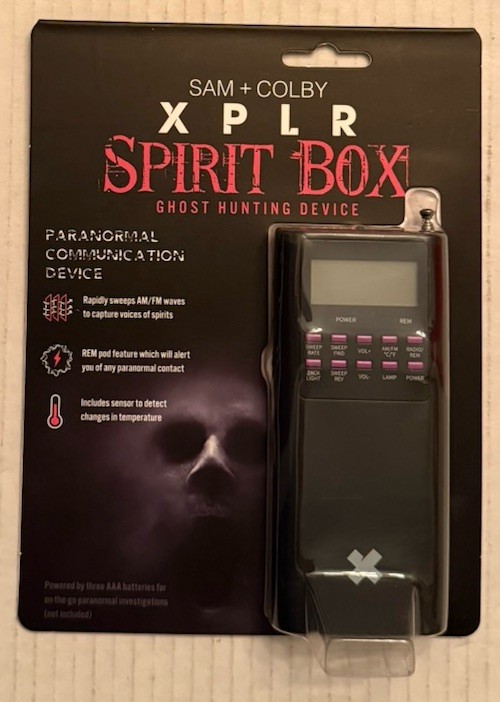 SAM + COLBY
XPLR
SPIRIT BOX
GHOST HUNTING DEVICE
PARANORMAL
COMMUNICATION
DEVICE
Rapidly sweeps AM/FM waves
to capture voices of spirits
REM pod feature which will alert
you of any paranormal contact
Includes sensor to detect
changes in temperature
Powered by three AAA batteries for
on-the-go paranormal investigations
(not included)
POWER REM
SWEEP RATE SWEEP FWD VOL+ AM/FM °C/°F RADIO/ REM
BACK LIGHT SWEEP REV VOL- LAMP POWER